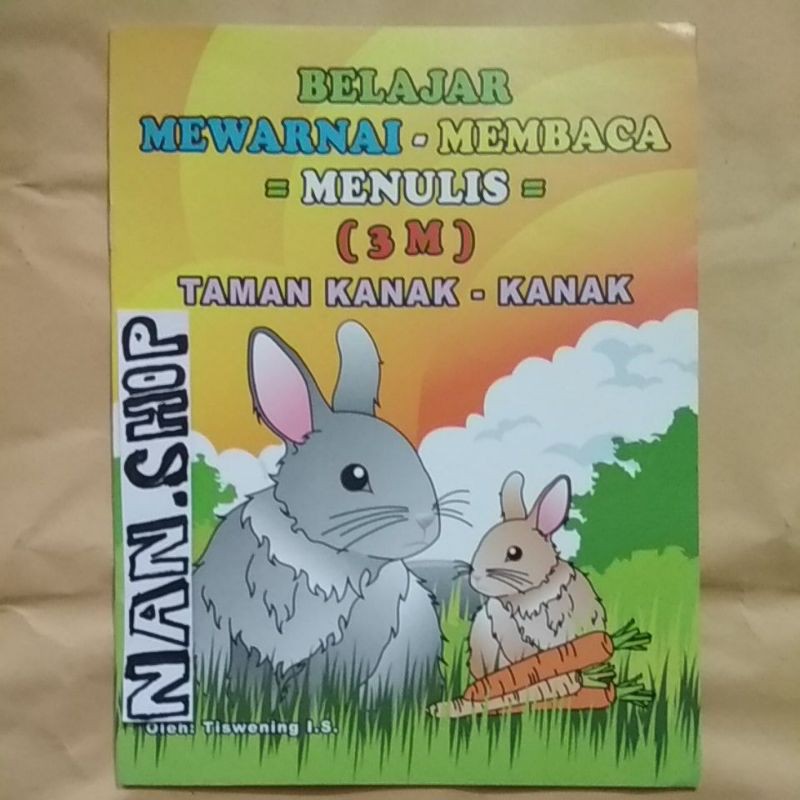 BELAJAR
MEWARNAI - MEMBACA
= MENULIS =
( 3 M )
TAMAN KANAK - KANAK
NAN.SHOP
Oleh: Tiswening I.S.